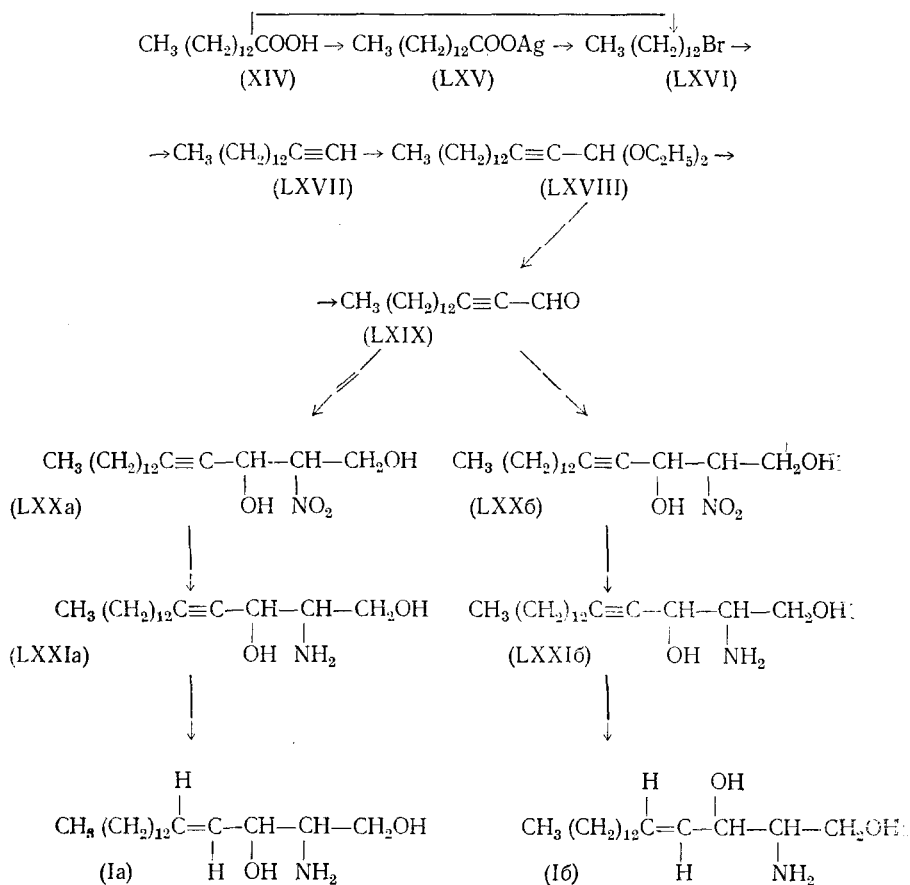 CH₃(CH₂)₁₂COOH → CH₃(CH₂)₁₂COOAg → CH₃(CH₂)₁₂Br →
(XIV) (LXV) (LXVI)
→CH₃(CH₂)₁₂C≡CH → CH₃(CH₂)₁₂C≡C—CH(OC₂H₅)₂ →
(LXVII) (LXVIII)
→CH₃(CH₂)₁₂C≡C—CHO
(LXIX)
CH₃(CH₂)₁₂C≡C—CH—CH—CH₂OH CH₃(CH₂)₁₂C≡C—CH—CH—CH₂OH
(LXXa) OH NO₂ (LXXб) OH NO₂
CH₃(CH₂)₁₂C≡C—CH—CH—CH₂OH CH₃(CH₂)₁₂C≡C—CH—CH—CH₂OH
(LXXIa) OH NH₂ (LXXIб) OH NH₂
H H OH
CH₃(CH₂)₁₂C=C—CH—CH—CH₂OH CH₃(CH₂)₁₂C=C—CH—CH—CH₂OH
(Ia) H OH NH₂ (Iб) H NH₂